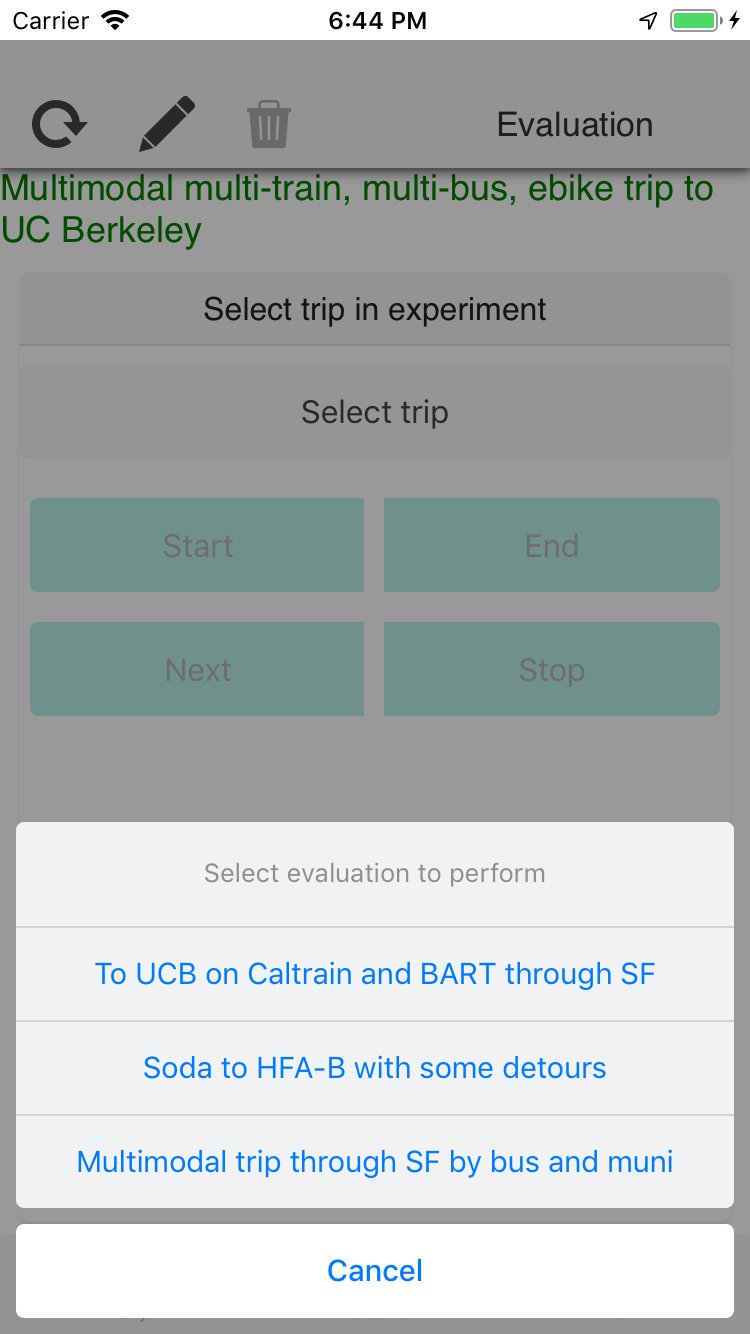 Carrier 6:44 PM
Evaluation
Multimodal multi-train, multi-bus, ebike trip to
UC Berkeley
Select trip in experiment
Select trip
Start End
Next Stop
Select evaluation to perform
To UCB on Caltrain and BART through SF
Soda to HFA-B with some detours
Multimodal trip through SF by bus and muni
Cancel